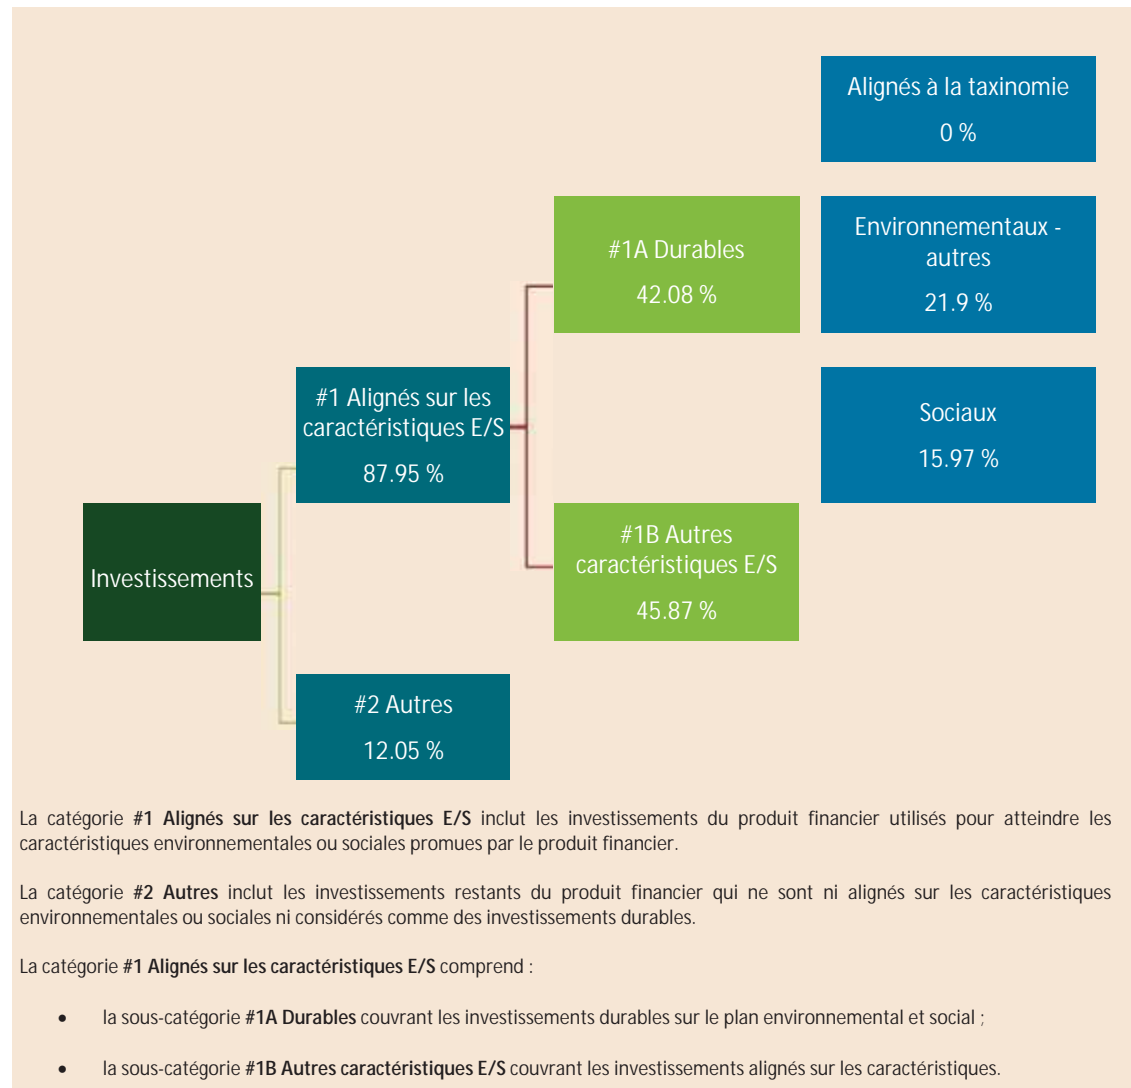 Alignés à la taxinomie
0 %
#1A Durables
42.08 %
Environnementaux -
autres
21.9 %
#1 Alignés sur les
caractéristiques E/S
87.95 %
Sociaux
15.97 %
Investissements
#1B Autres
caractéristiques E/S
45.87 %
#2 Autres
12.05 %
La catégorie #1 Alignés sur les caractéristiques E/S inclut les investissements du produit financier utilisés pour atteindre les
caractéristiques environnementales ou sociales promues par le produit financier.
La catégorie #2 Autres inclut les investissements restants du produit financier qui ne sont ni alignés sur les caractéristiques
environnementales ou sociales ni considérés comme des investissements durables.
La catégorie #1 Alignés sur les caractéristiques E/S comprend :
• la sous-catégorie #1A Durables couvrant les investissements durables sur le plan environnemental et social ;
• la sous-catégorie #1B Autres caractéristiques E/S couvrant les investissements alignés sur les caractéristiques.